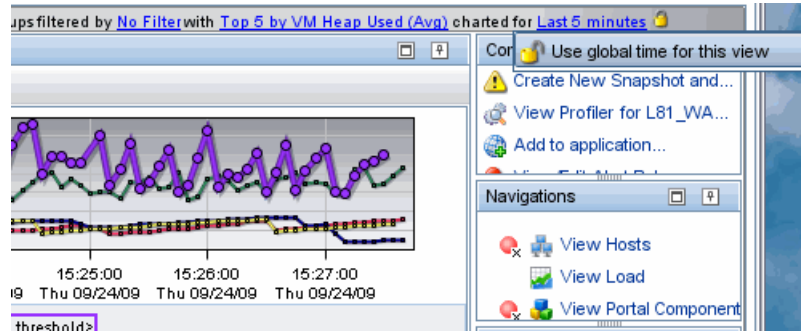 ups filtered by No Filter with Top 5 by VM Heap Used (Avg) charted for Last 5 minutes
Use global time for this view
Create New Snapshot and...
View Profiler for L81_WA...
Add to application...
Navigations
View Hosts
View Load
View Portal Component
15:25:00 15:26:00 15:27:00
09 Thu 09/24/09 Thu 09/24/09 Thu 09/24/09
threshold>